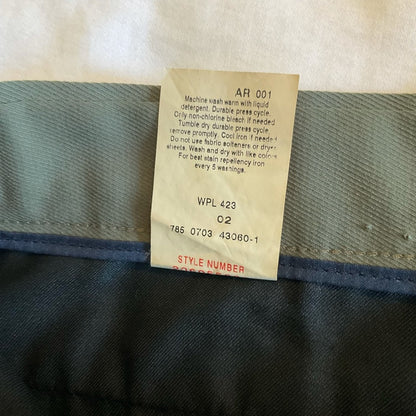 AR 001
Machine wash warm with liquid
detergent. Durable press cycle.
Only non-chlorine bleach if needed
Tumble dry durable press cycle,
remove promptly. Cool iron if needed
Do not use fabric softeners or dryer
sheets. Wash and dry with like colors
For best stain repellency iron
every 5 washings.
WPL 423
02
785 0703 43060-1
STYLE NUMBER